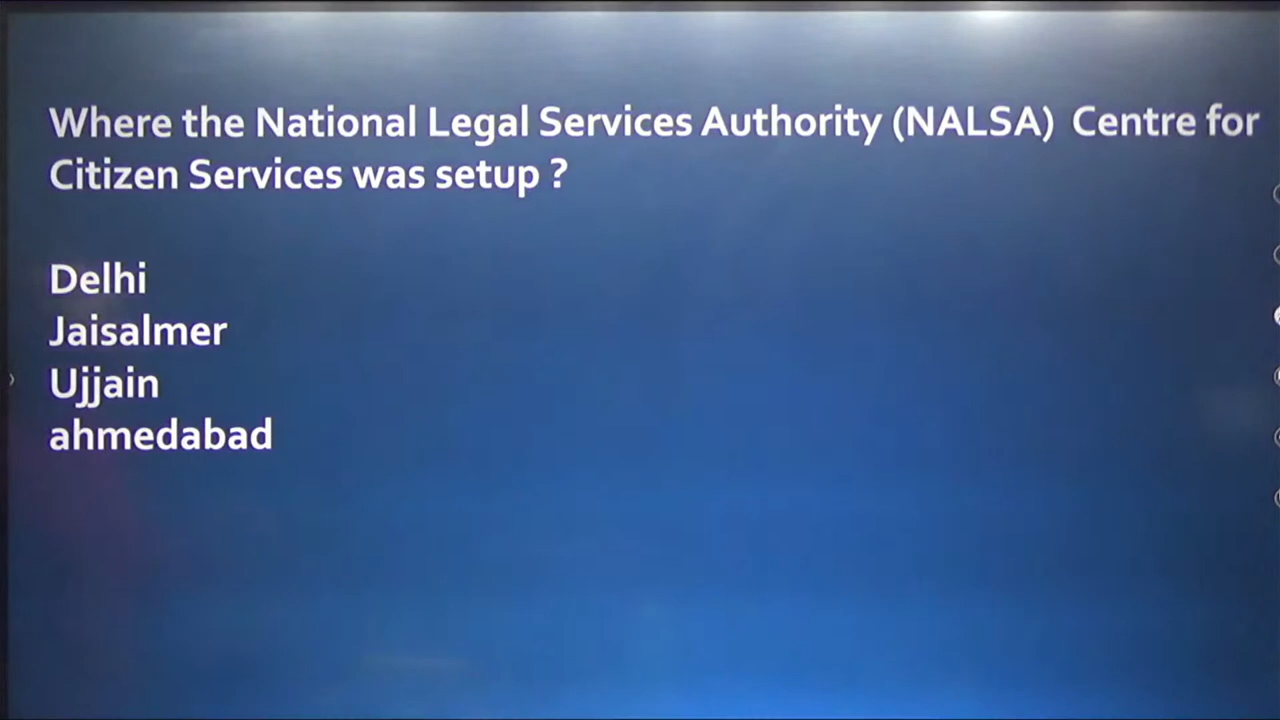 Where the National Legal Services Authority (NALSA) Centre for
Citizen Services was setup ?
Delhi
Jaisalmer
Ujjain
ahmedabad